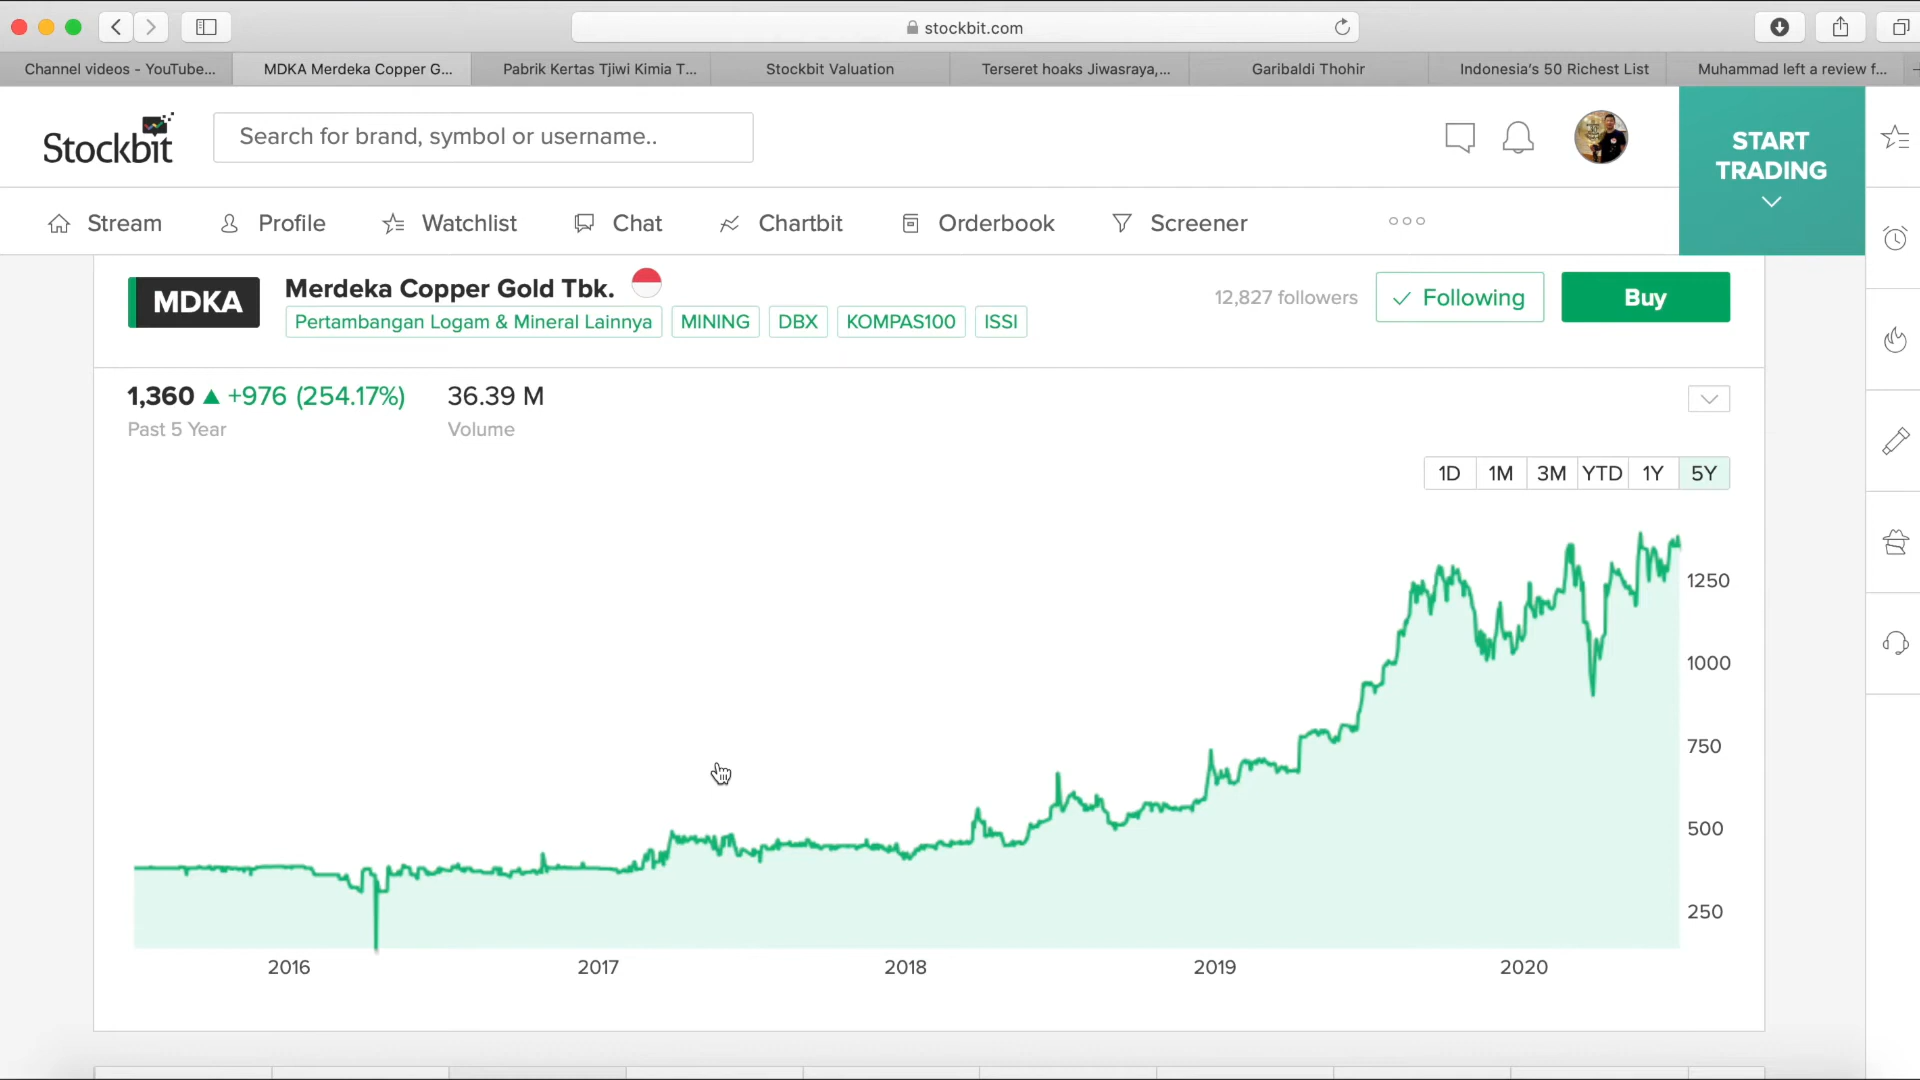 stockbit.com
Channel videos - YouTube...
MDKA Merdeka Copper G...
Pabrik Kertas Tjiwi Kimia T...
Stockbit Valuation
Terseret hoaks Jiwasraya,...
Garibaldi Thohir
Indonesia's 50 Richest List
Muhammad left a review f...
Stockbit
Search for brand, symbol or username..
START
TRADING
Stream
Profile
Watchlist
Chat
Chartbit
Orderbook
Screener
MDKA
Merdeka Copper Gold Tbk.
Pertambangan Logam & Mineral Lainnya
MINING
DBX
KOMPAS100
ISSI
12,827 followers
Following
Buy
1,360 ▲ +976 (254.17%)
36.39 M
Past 5 Year
Volume
1D 1M 3M YTD 1Y 5Y
1250
1000
750
500
250
2016 2017 2018 2019 2020